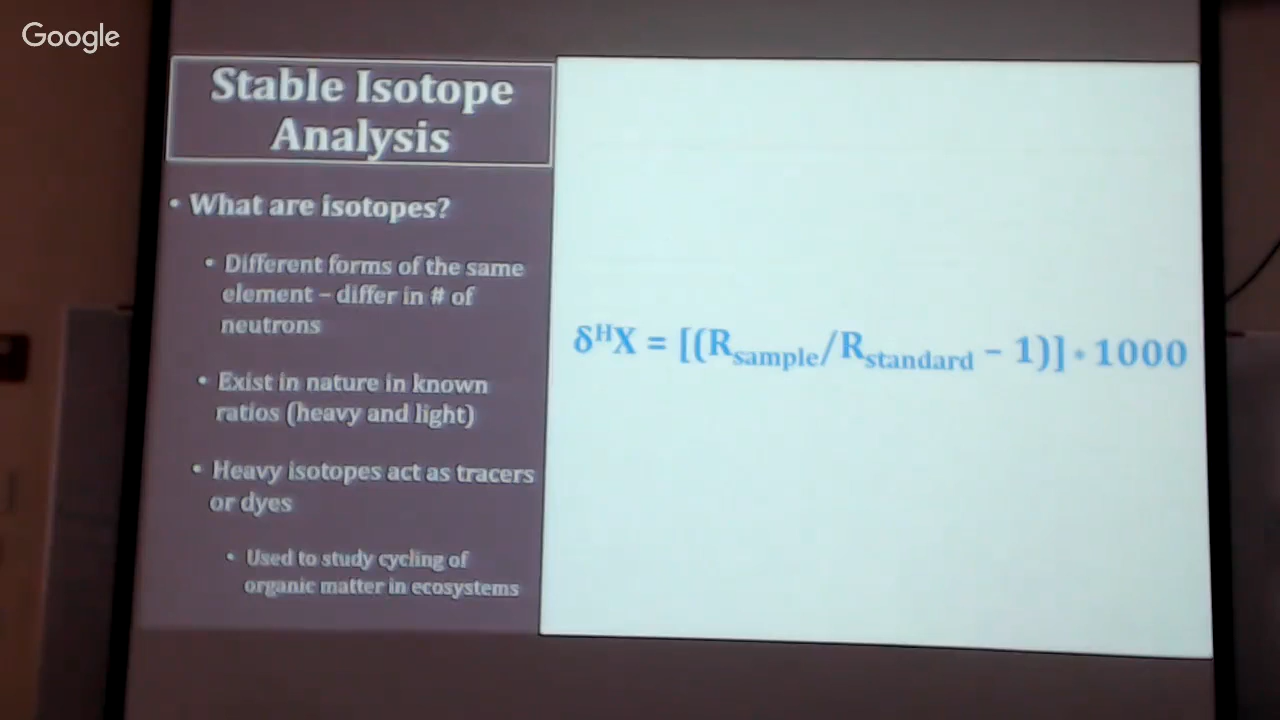 Google
Stable Isotope
Analysis
• What are isotopes?
• Different forms of the same
element – differ in # of
neutrons
• Exist in nature in known
ratios (heavy and light)
• Heavy isotopes act as tracers
or dyes
• Used to study cycling of
organic matter in ecosystems
δᴴX = [(Rsample/Rstandard – 1)] * 1000